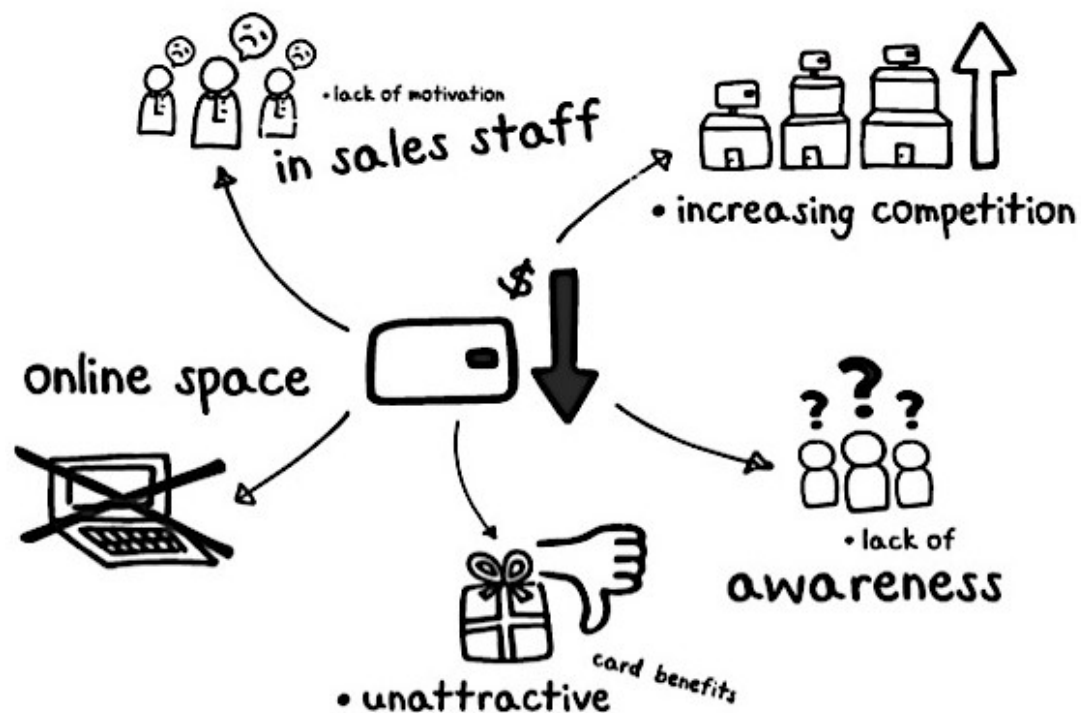 • lack of motivation
in sales staff
• increasing competition
$
online space
? ? ?
• lack of
awareness
card benefits
• unattractive